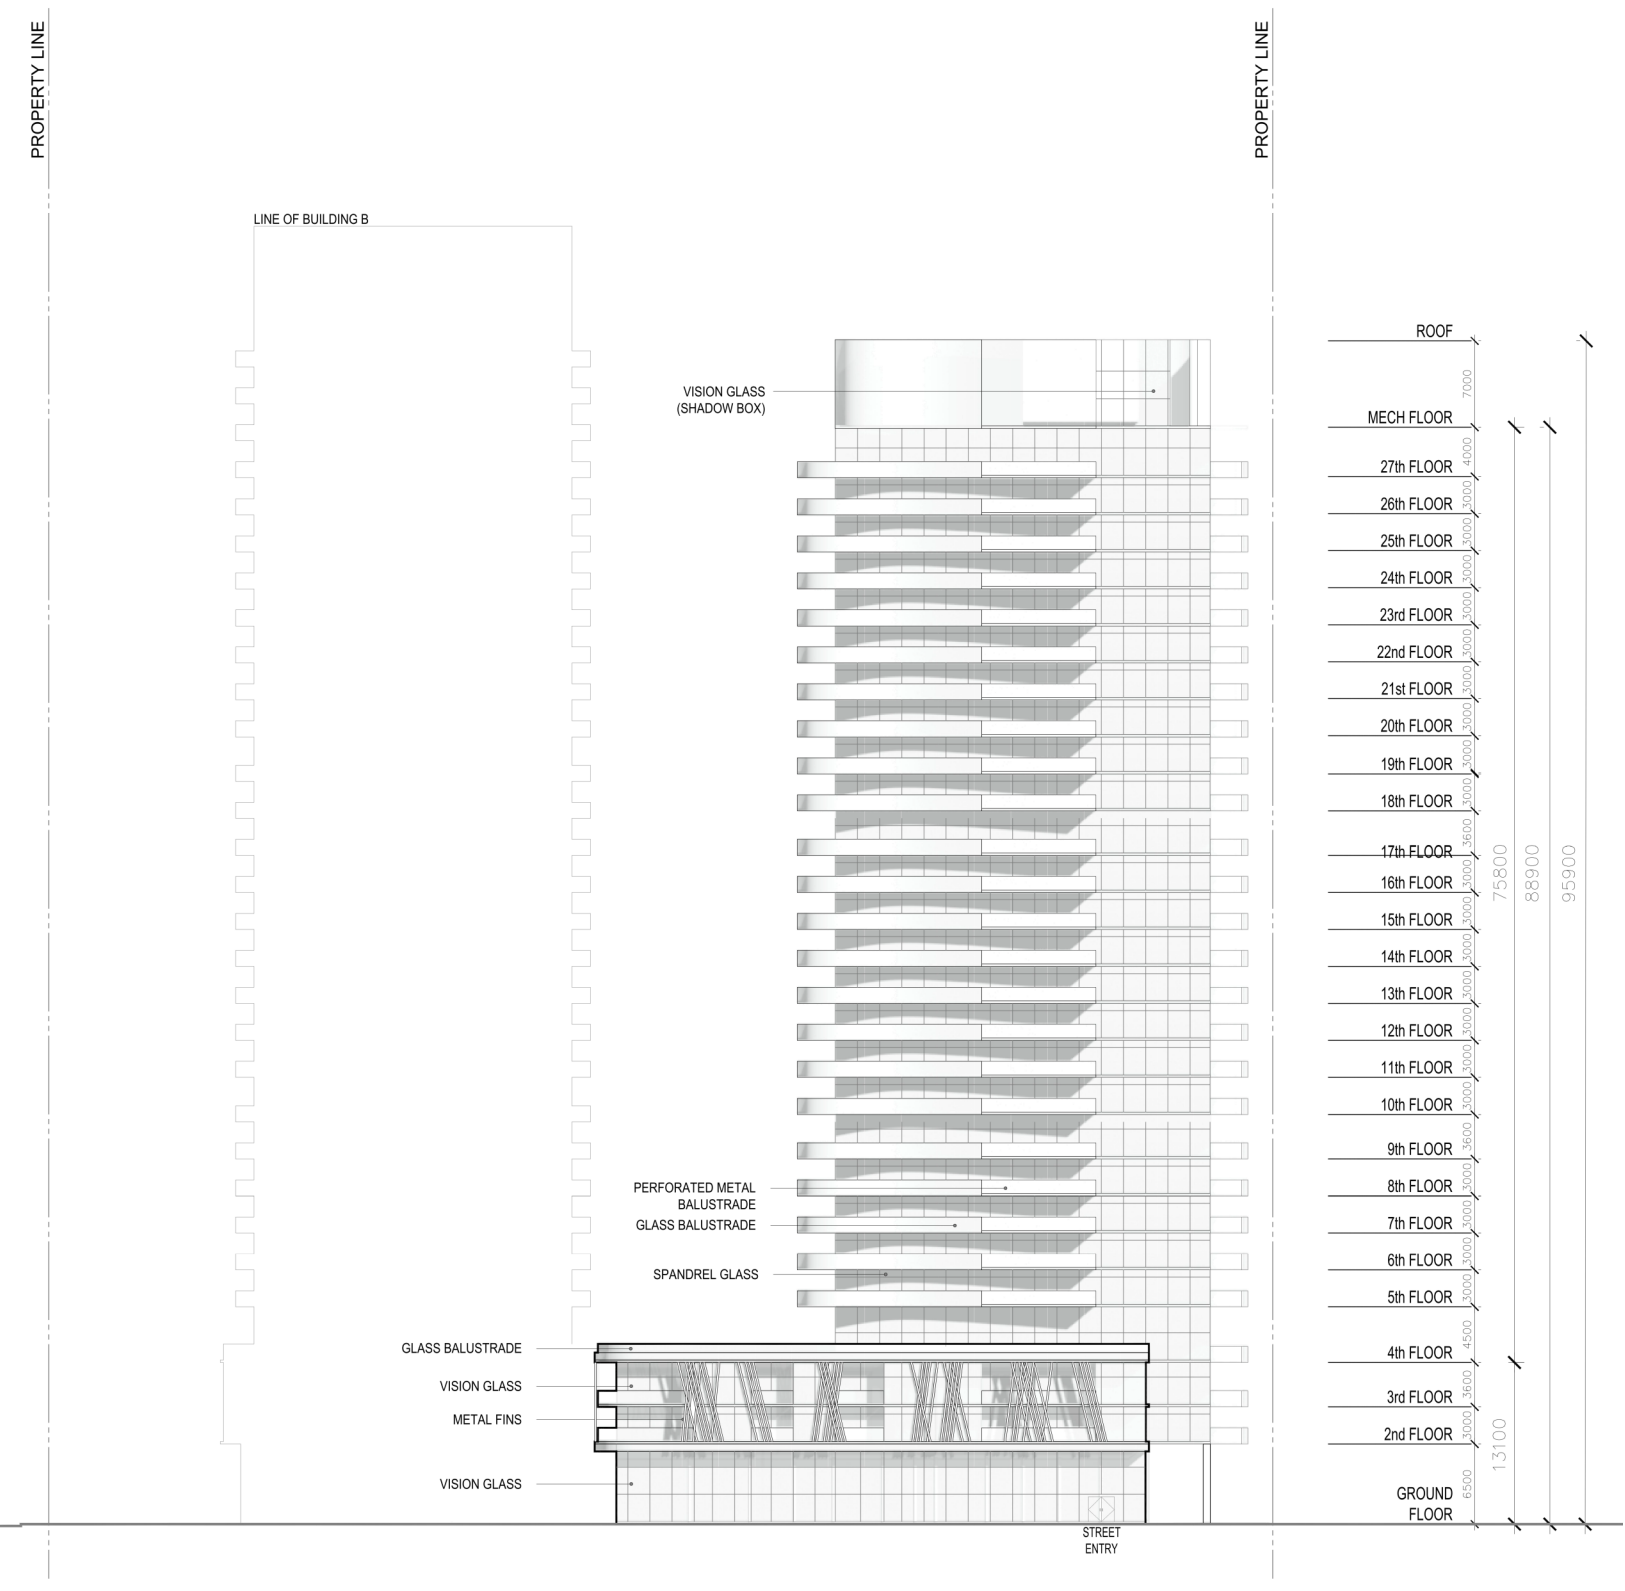 PROPERTY LINE
PROPERTY LINE
LINE OF BUILDING B
ROOF
7000
VISION GLASS
(SHADOW BOX)
MECH FLOOR
4000
27th FLOOR
3000
26th FLOOR
3000
25th FLOOR
3000
24th FLOOR
3000
23rd FLOOR
3000
22nd FLOOR
3000
21st FLOOR
3000
20th FLOOR
3000
19th FLOOR
3000
18th FLOOR
3600
17th FLOOR
3000
16th FLOOR
3000
15th FLOOR
3000
14th FLOOR
3000
13th FLOOR
3000
12th FLOOR
3000
11th FLOOR
3000
10th FLOOR
3600
9th FLOOR
3000
8th FLOOR
3000
7th FLOOR
3000
6th FLOOR
3000
5th FLOOR
4500
4th FLOOR
3600
3rd FLOOR
3000
2nd FLOOR
6500
GROUND
FLOOR
75800
88900
95900
13100
PERFORATED METAL
BALUSTRADE
GLASS BALUSTRADE
SPANDREL GLASS
GLASS BALUSTRADE
VISION GLASS
METAL FINS
VISION GLASS
STREET
ENTRY